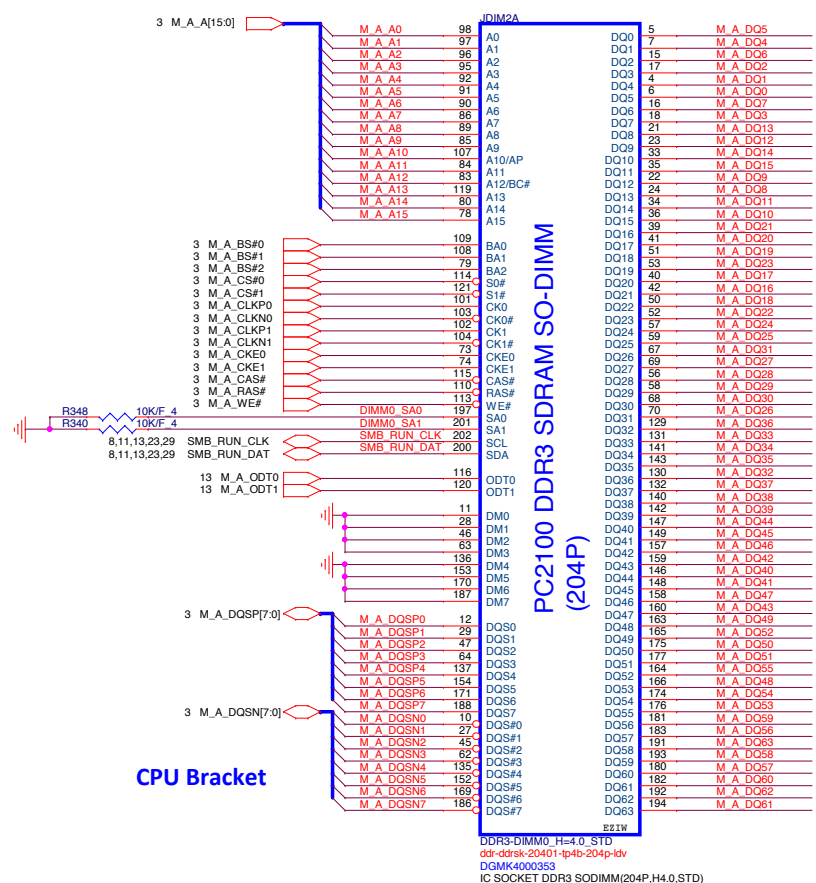 JDIM2A
3 M_A_A[15:0]
M_A_A0 98 A0
M_A_A1 97 A1
M_A_A2 96 A2
M_A_A3 95 A3
M_A_A4 92 A4
M_A_A5 91 A5
M_A_A6 90 A6
M_A_A7 86 A7
M_A_A8 89 A8
M_A_A9 85 A9
M_A_A10 107 A10/AP
M_A_A11 84 A11
M_A_A12 83 A12/BC#
M_A_A13 119 A13
M_A_A14 80 A14
M_A_A15 78 A15
3 M_A_BS#0 109 BA0
3 M_A_BS#1 108 BA1
3 M_A_BS#2 79 BA2
3 M_A_CS#0 114 S0#
3 M_A_CS#1 121 S1#
3 M_A_CLKP0 101 CK0
3 M_A_CLKN0 103 CK0#
3 M_A_CLKP1 102 CK1
3 M_A_CLKN1 104 CK1#
3 M_A_CKE0 73 CKE0
3 M_A_CKE1 74 CKE1
3 M_A_CAS# 115 CAS#
3 M_A_RAS# 110 RAS#
3 M_A_WE# 113 WE#
R348 10K/F_4 DIMM0_SA0 197 SA0
R340 10K/F_4 DIMM0_SA1 201 SA1
8,11,13,23,29 SMB_RUN_CLK SMB_RUN_CLK 202 SCL
8,11,13,23,29 SMB_RUN_DAT SMB_RUN_DAT 200 SDA
13 M_A_ODT0 116 ODT0
13 M_A_ODT1 120 ODT1
11 DM0
28 DM1
46 DM2
63 DM3
136 DM4
153 DM5
170 DM6
187 DM7
3 M_A_DQSP[7:0]
M_A_DQSP0 12 DQS0
M_A_DQSP1 29 DQS1
M_A_DQSP2 47 DQS2
M_A_DQSP3 64 DQS3
M_A_DQSP4 137 DQS4
M_A_DQSP5 154 DQS5
M_A_DQSP6 171 DQS6
M_A_DQSP7 188 DQS7
3 M_A_DQSN[7:0]
M_A_DQSN0 10 DQS#0
M_A_DQSN1 27 DQS#1
M_A_DQSN2 45 DQS#2
M_A_DQSN3 62 DQS#3
M_A_DQSN4 135 DQS#4
M_A_DQSN5 152 DQS#5
M_A_DQSN6 169 DQS#6
M_A_DQSN7 186 DQS#7
CPU Bracket
PC2100 DDR3 SDRAM SO-DIMM
(204P)
DQ0 5 M_A_DQ5
DQ1 7 M_A_DQ4
DQ2 15 M_A_DQ6
DQ3 17 M_A_DQ2
DQ4 4 M_A_DQ1
DQ5 6 M_A_DQ0
DQ6 16 M_A_DQ7
DQ7 18 M_A_DQ3
DQ8 21 M_A_DQ13
DQ9 23 M_A_DQ12
DQ10 33 M_A_DQ14
DQ11 35 M_A_DQ15
DQ12 22 M_A_DQ9
DQ13 24 M_A_DQ8
DQ14 34 M_A_DQ11
DQ15 36 M_A_DQ10
DQ16 39 M_A_DQ21
DQ17 41 M_A_DQ20
DQ18 51 M_A_DQ19
DQ19 53 M_A_DQ23
DQ20 40 M_A_DQ17
DQ21 42 M_A_DQ16
DQ22 50 M_A_DQ18
DQ23 52 M_A_DQ22
DQ24 57 M_A_DQ24
DQ25 59 M_A_DQ25
DQ26 67 M_A_DQ31
DQ27 69 M_A_DQ27
DQ28 56 M_A_DQ28
DQ29 58 M_A_DQ29
DQ30 68 M_A_DQ30
DQ31 70 M_A_DQ26
DQ32 129 M_A_DQ36
DQ33 131 M_A_DQ33
DQ34 141 M_A_DQ34
DQ35 143 M_A_DQ35
DQ36 130 M_A_DQ32
DQ37 132 M_A_DQ37
DQ38 140 M_A_DQ38
DQ39 142 M_A_DQ39
DQ40 147 M_A_DQ44
DQ41 149 M_A_DQ45
DQ42 157 M_A_DQ46
DQ43 159 M_A_DQ42
DQ44 146 M_A_DQ40
DQ45 148 M_A_DQ41
DQ46 158 M_A_DQ47
DQ47 160 M_A_DQ43
DQ48 163 M_A_DQ49
DQ49 165 M_A_DQ52
DQ50 175 M_A_DQ50
DQ51 177 M_A_DQ51
DQ52 164 M_A_DQ55
DQ53 166 M_A_DQ48
DQ54 174 M_A_DQ54
DQ55 176 M_A_DQ53
DQ56 181 M_A_DQ59
DQ57 183 M_A_DQ56
DQ58 191 M_A_DQ63
DQ59 193 M_A_DQ58
DQ60 180 M_A_DQ57
DQ61 182 M_A_DQ60
DQ62 192 M_A_DQ62
DQ63 194 M_A_DQ61
EZIW
DDR3-DIMM0_H=4.0_STD
ddr-ddrsk-20401-tp4b-204p-ldv
DGMK4000353
IC SOCKET DDR3 SODIMM(204P,H4.0,STD)